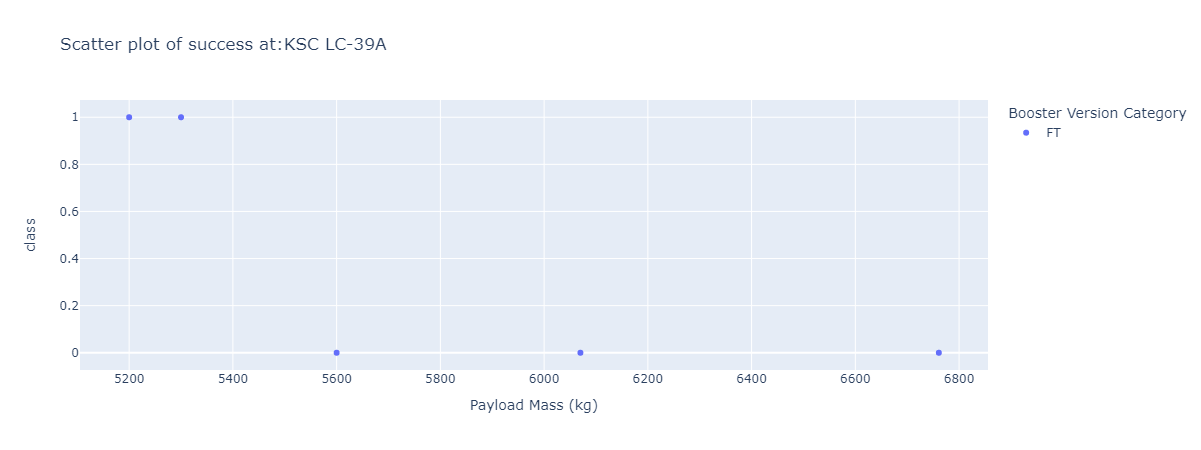 Scatter plot of success at:KSC LC-39A
Booster Version Category
FT
1
0.8
0.6
0.4
0.2
0
class
5200 5400 5600 5800 6000 6200 6400 6600 6800
Payload Mass (kg)